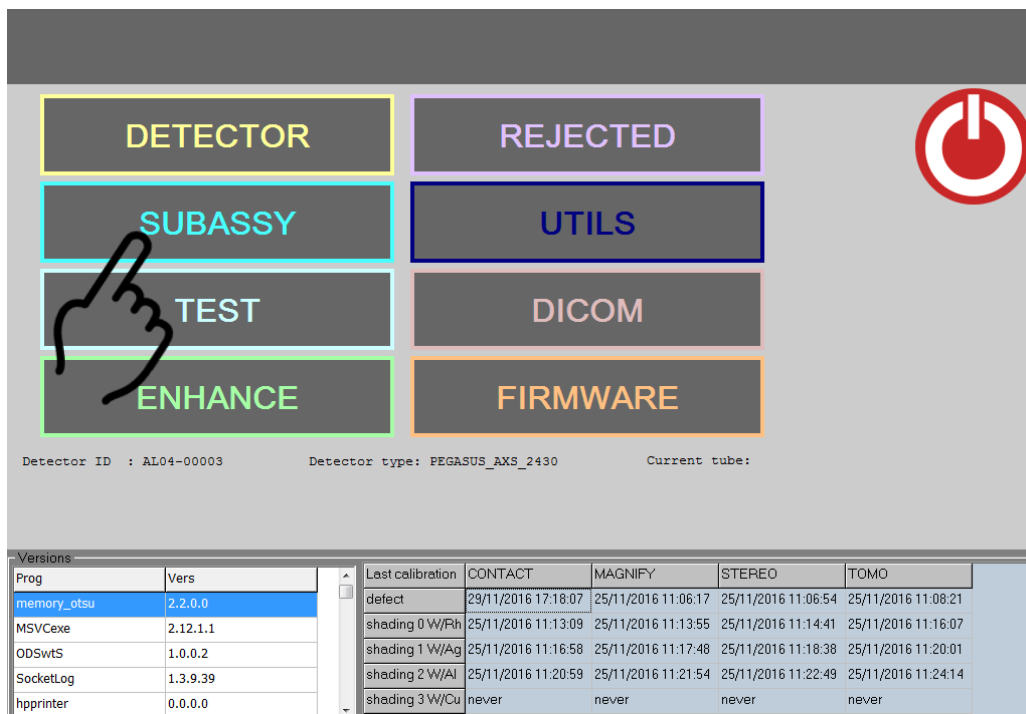 DETECTOR REJECTED
SUBASSY UTILS
TEST DICOM
ENHANCE FIRMWARE
Detector ID : AL04-00003 Detector type: PEGASUS_AXS_2430 Current tube:
Versions
Prog Vers
memory_otsu 2.2.0.0
MSVCexe 2.12.1.1
ODSwtS 1.0.0.2
SocketLog 1.3.9.39
hpprinter 0.0.0.0
Last calibration CONTACT MAGNIFY STEREO TOMO
defect 29/11/2016 17:18:07 25/11/2016 11:06:17 25/11/2016 11:06:54 25/11/2016 11:08:21
shading 0 W/Rh 25/11/2016 11:13:09 25/11/2016 11:13:55 25/11/2016 11:14:41 25/11/2016 11:16:07
shading 1 W/Ag 25/11/2016 11:16:58 25/11/2016 11:17:48 25/11/2016 11:18:38 25/11/2016 11:20:01
shading 2 W/Al 25/11/2016 11:20:59 25/11/2016 11:21:54 25/11/2016 11:22:49 25/11/2016 11:24:14
shading 3 W/Cu never never never never